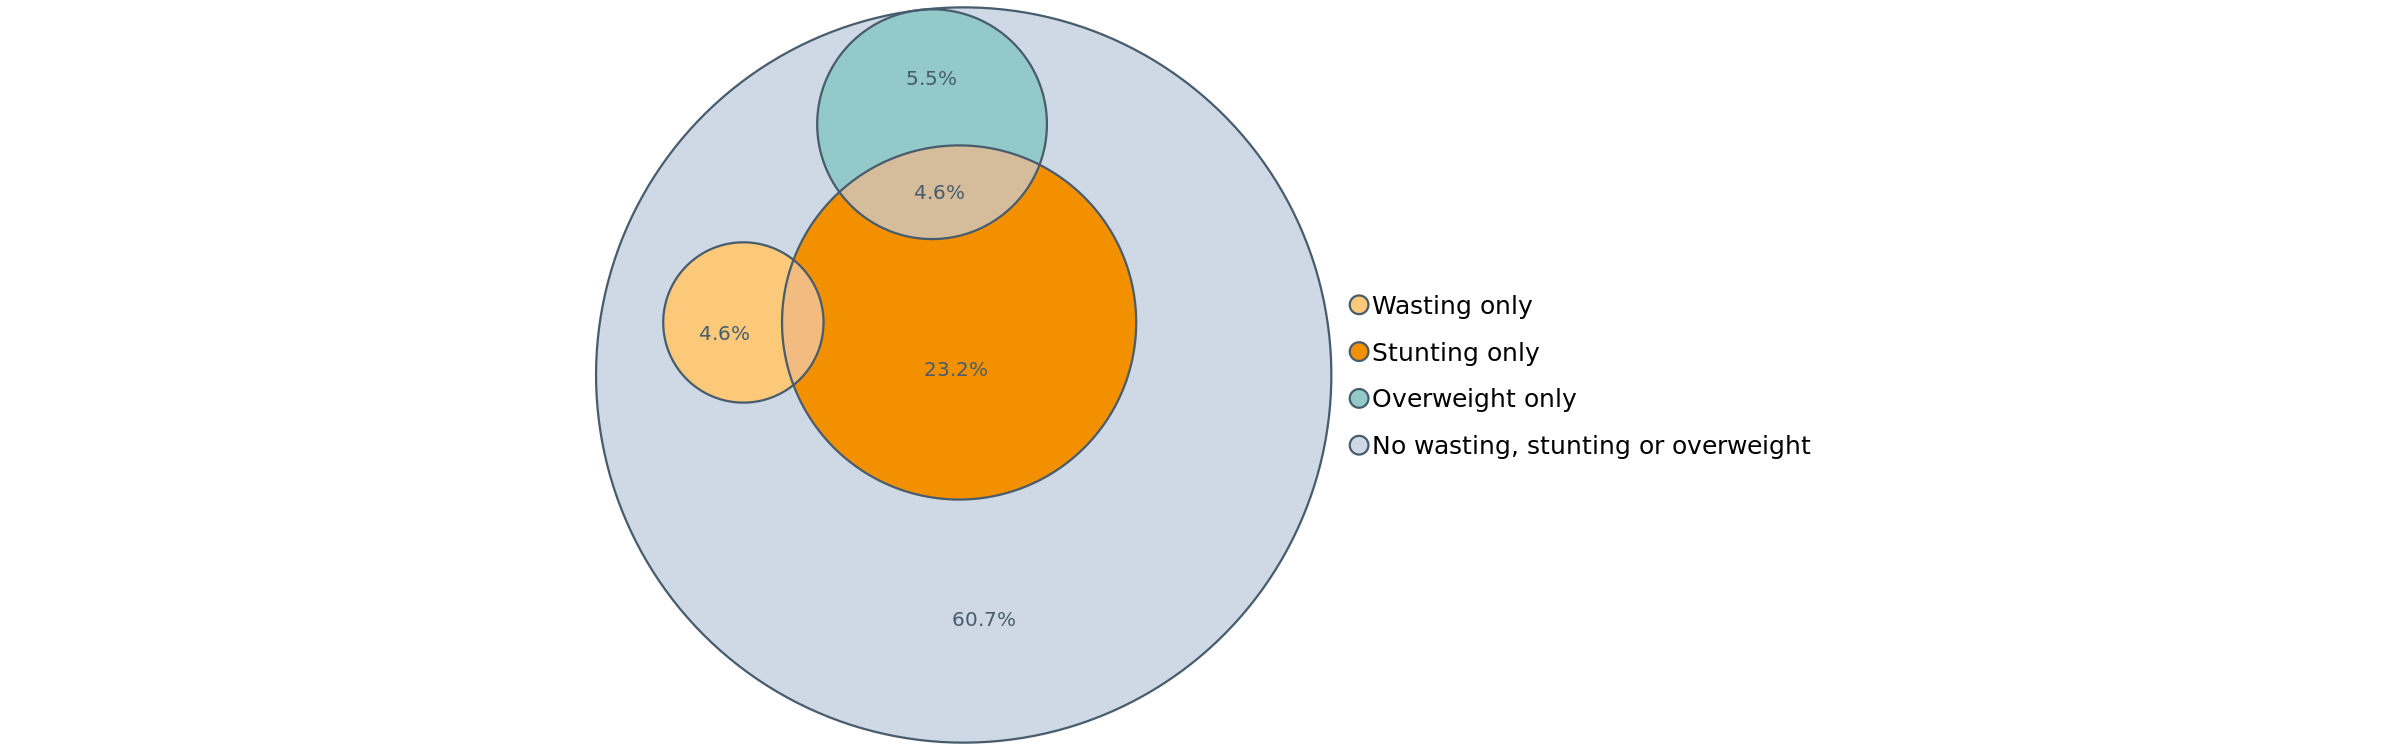 5.5%
4.6%
4.6%
23.2%
60.7%
Wasting only
Stunting only
Overweight only
No wasting, stunting or overweight